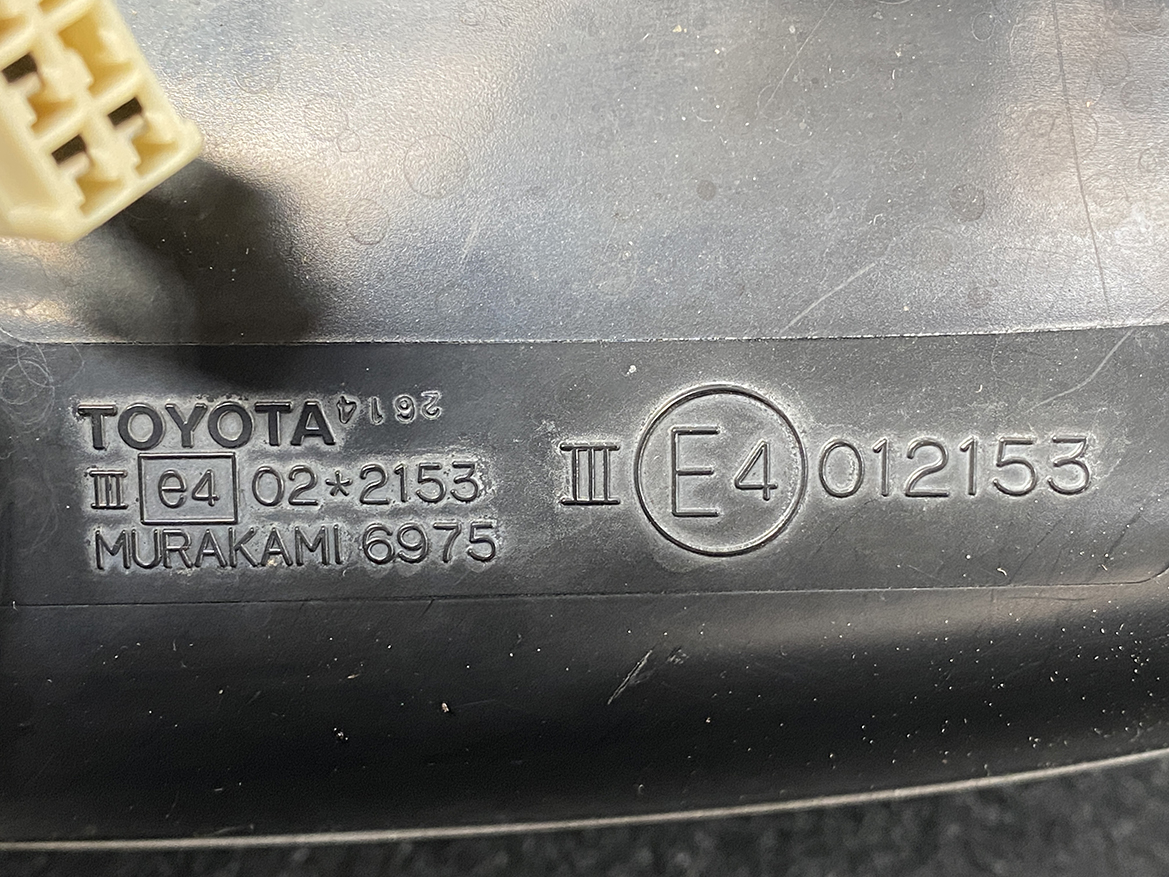 TOYOTA 2614
III e4 02*2153
MURAKAMI 6975
III E4 012153